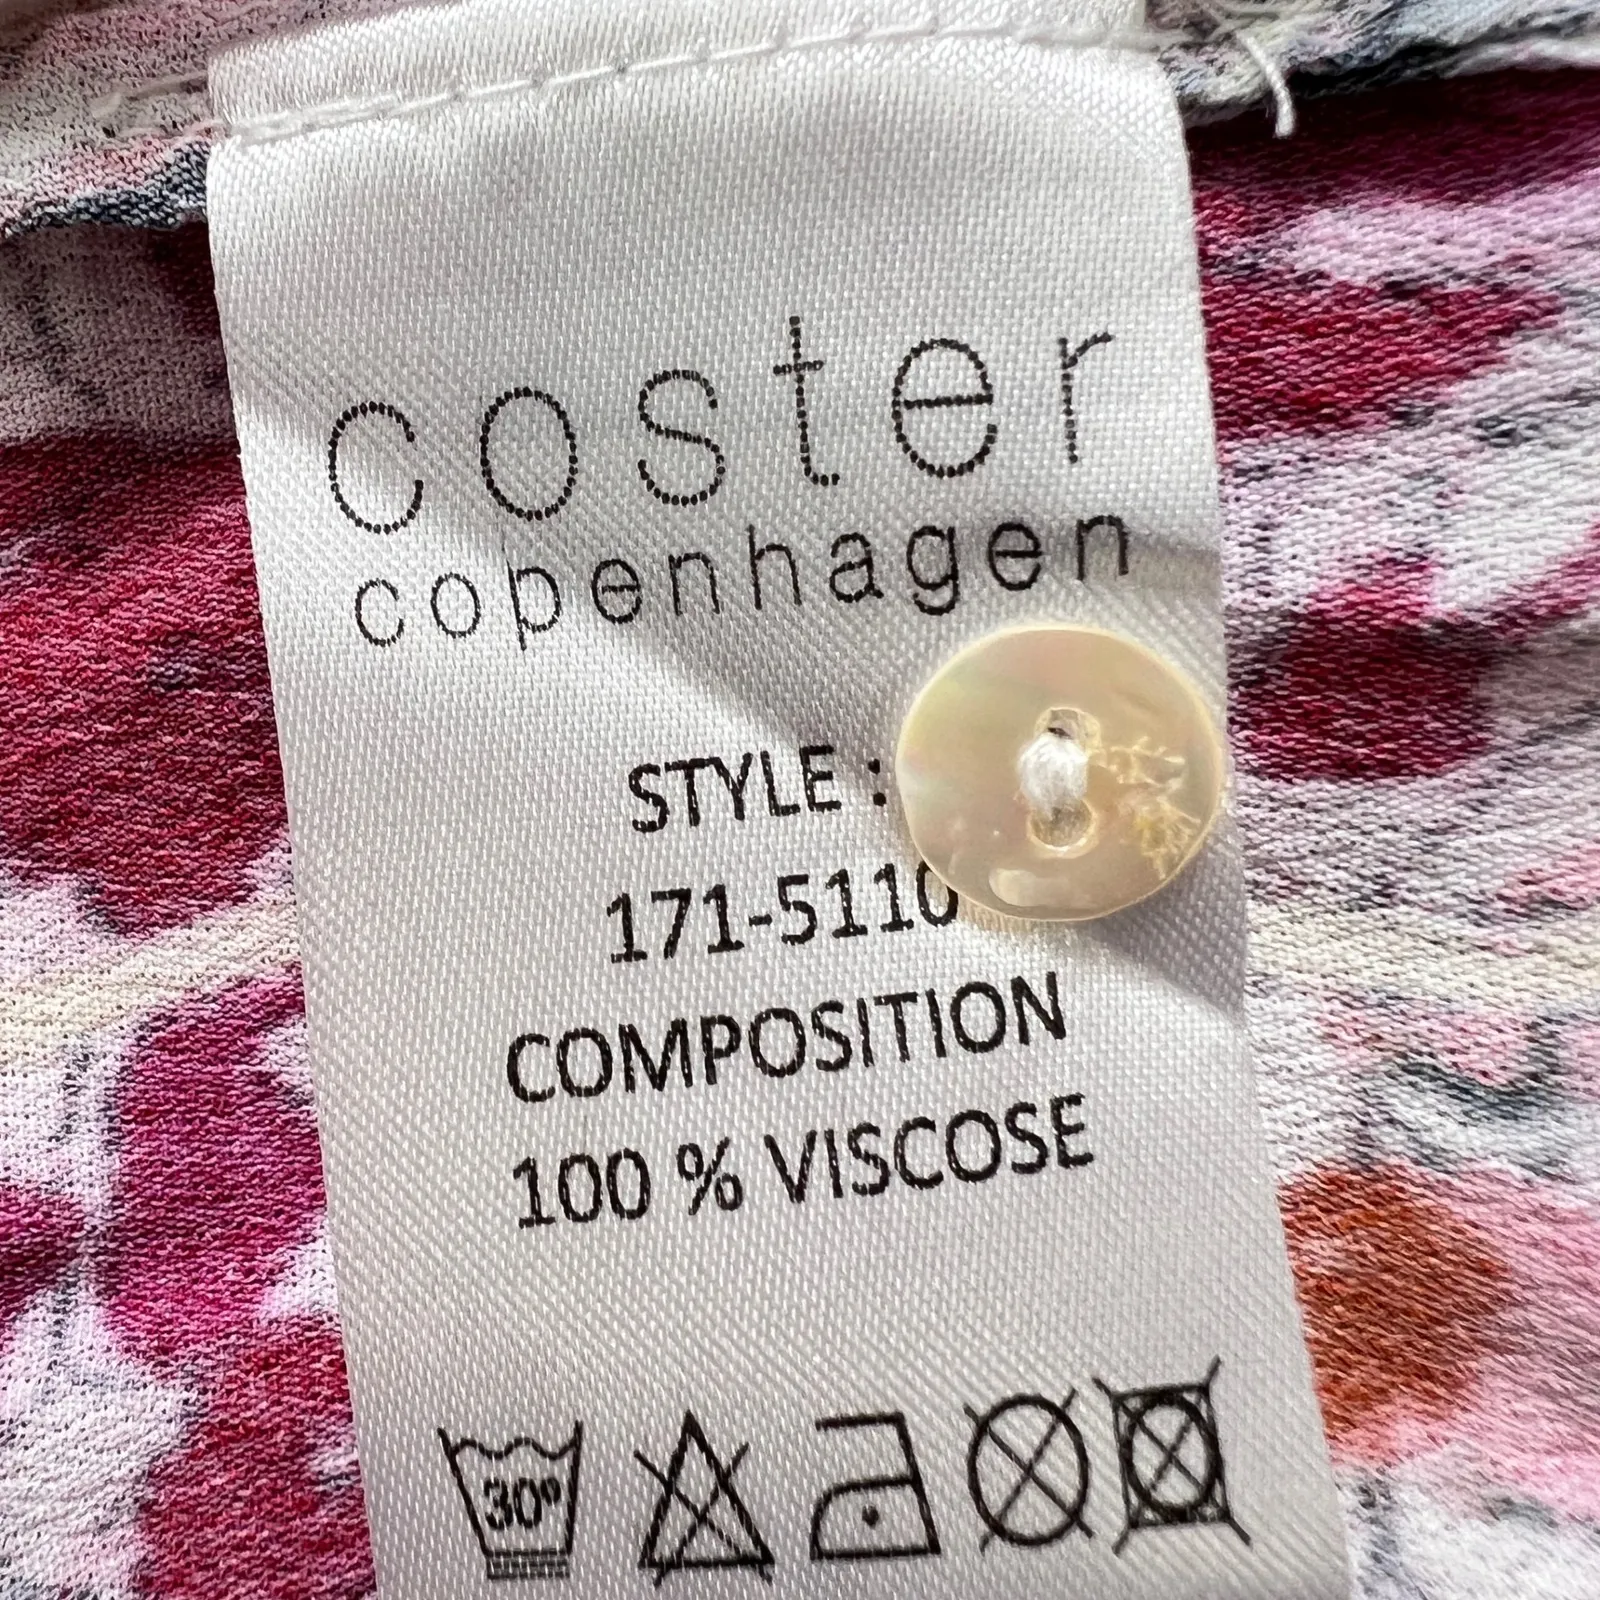 coster
copenhagen
STYLE :
171-5110
COMPOSITION
100 % VISCOSE
30°